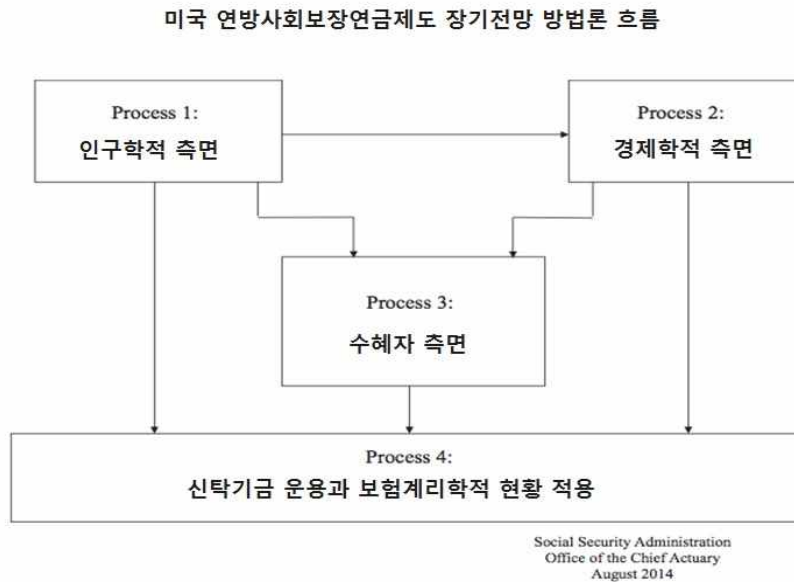 미국 연방사회보장연금제도 장기전망 방법론 흐름
Process 1:
인구학적 측면
Process 2:
경제학적 측면
Process 3:
수혜자 측면
Process 4:
신탁기금 운용과 보험계리학적 현황 적용
Social Security Administration
Office of the Chief Actuary
August 2014